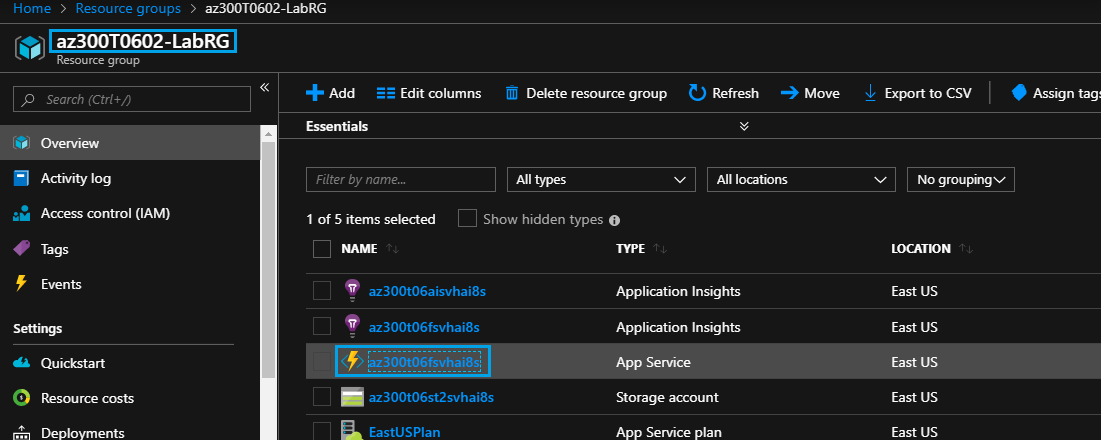 Home > Resource groups > az300T0602-LabRG
az300T0602-LabRG
Resource group
Search (Ctrl+/)
Overview
Activity log
Access control (IAM)
Tags
Events
Settings
Quickstart
Resource costs
Deployments
Add Edit columns Delete resource group Refresh Move Export to CSV Assign tags
Essentials
Filter by name... All types All locations No grouping
1 of 5 items selected Show hidden types
NAME TYPE LOCATION
az300t06aisvhai8s Application Insights East US
az300t06fsvhai8s Application Insights East US
az300t06fsvhai8s App Service East US
az300t06st2svhai8s Storage account East US
EastUSPlan App Service plan East US